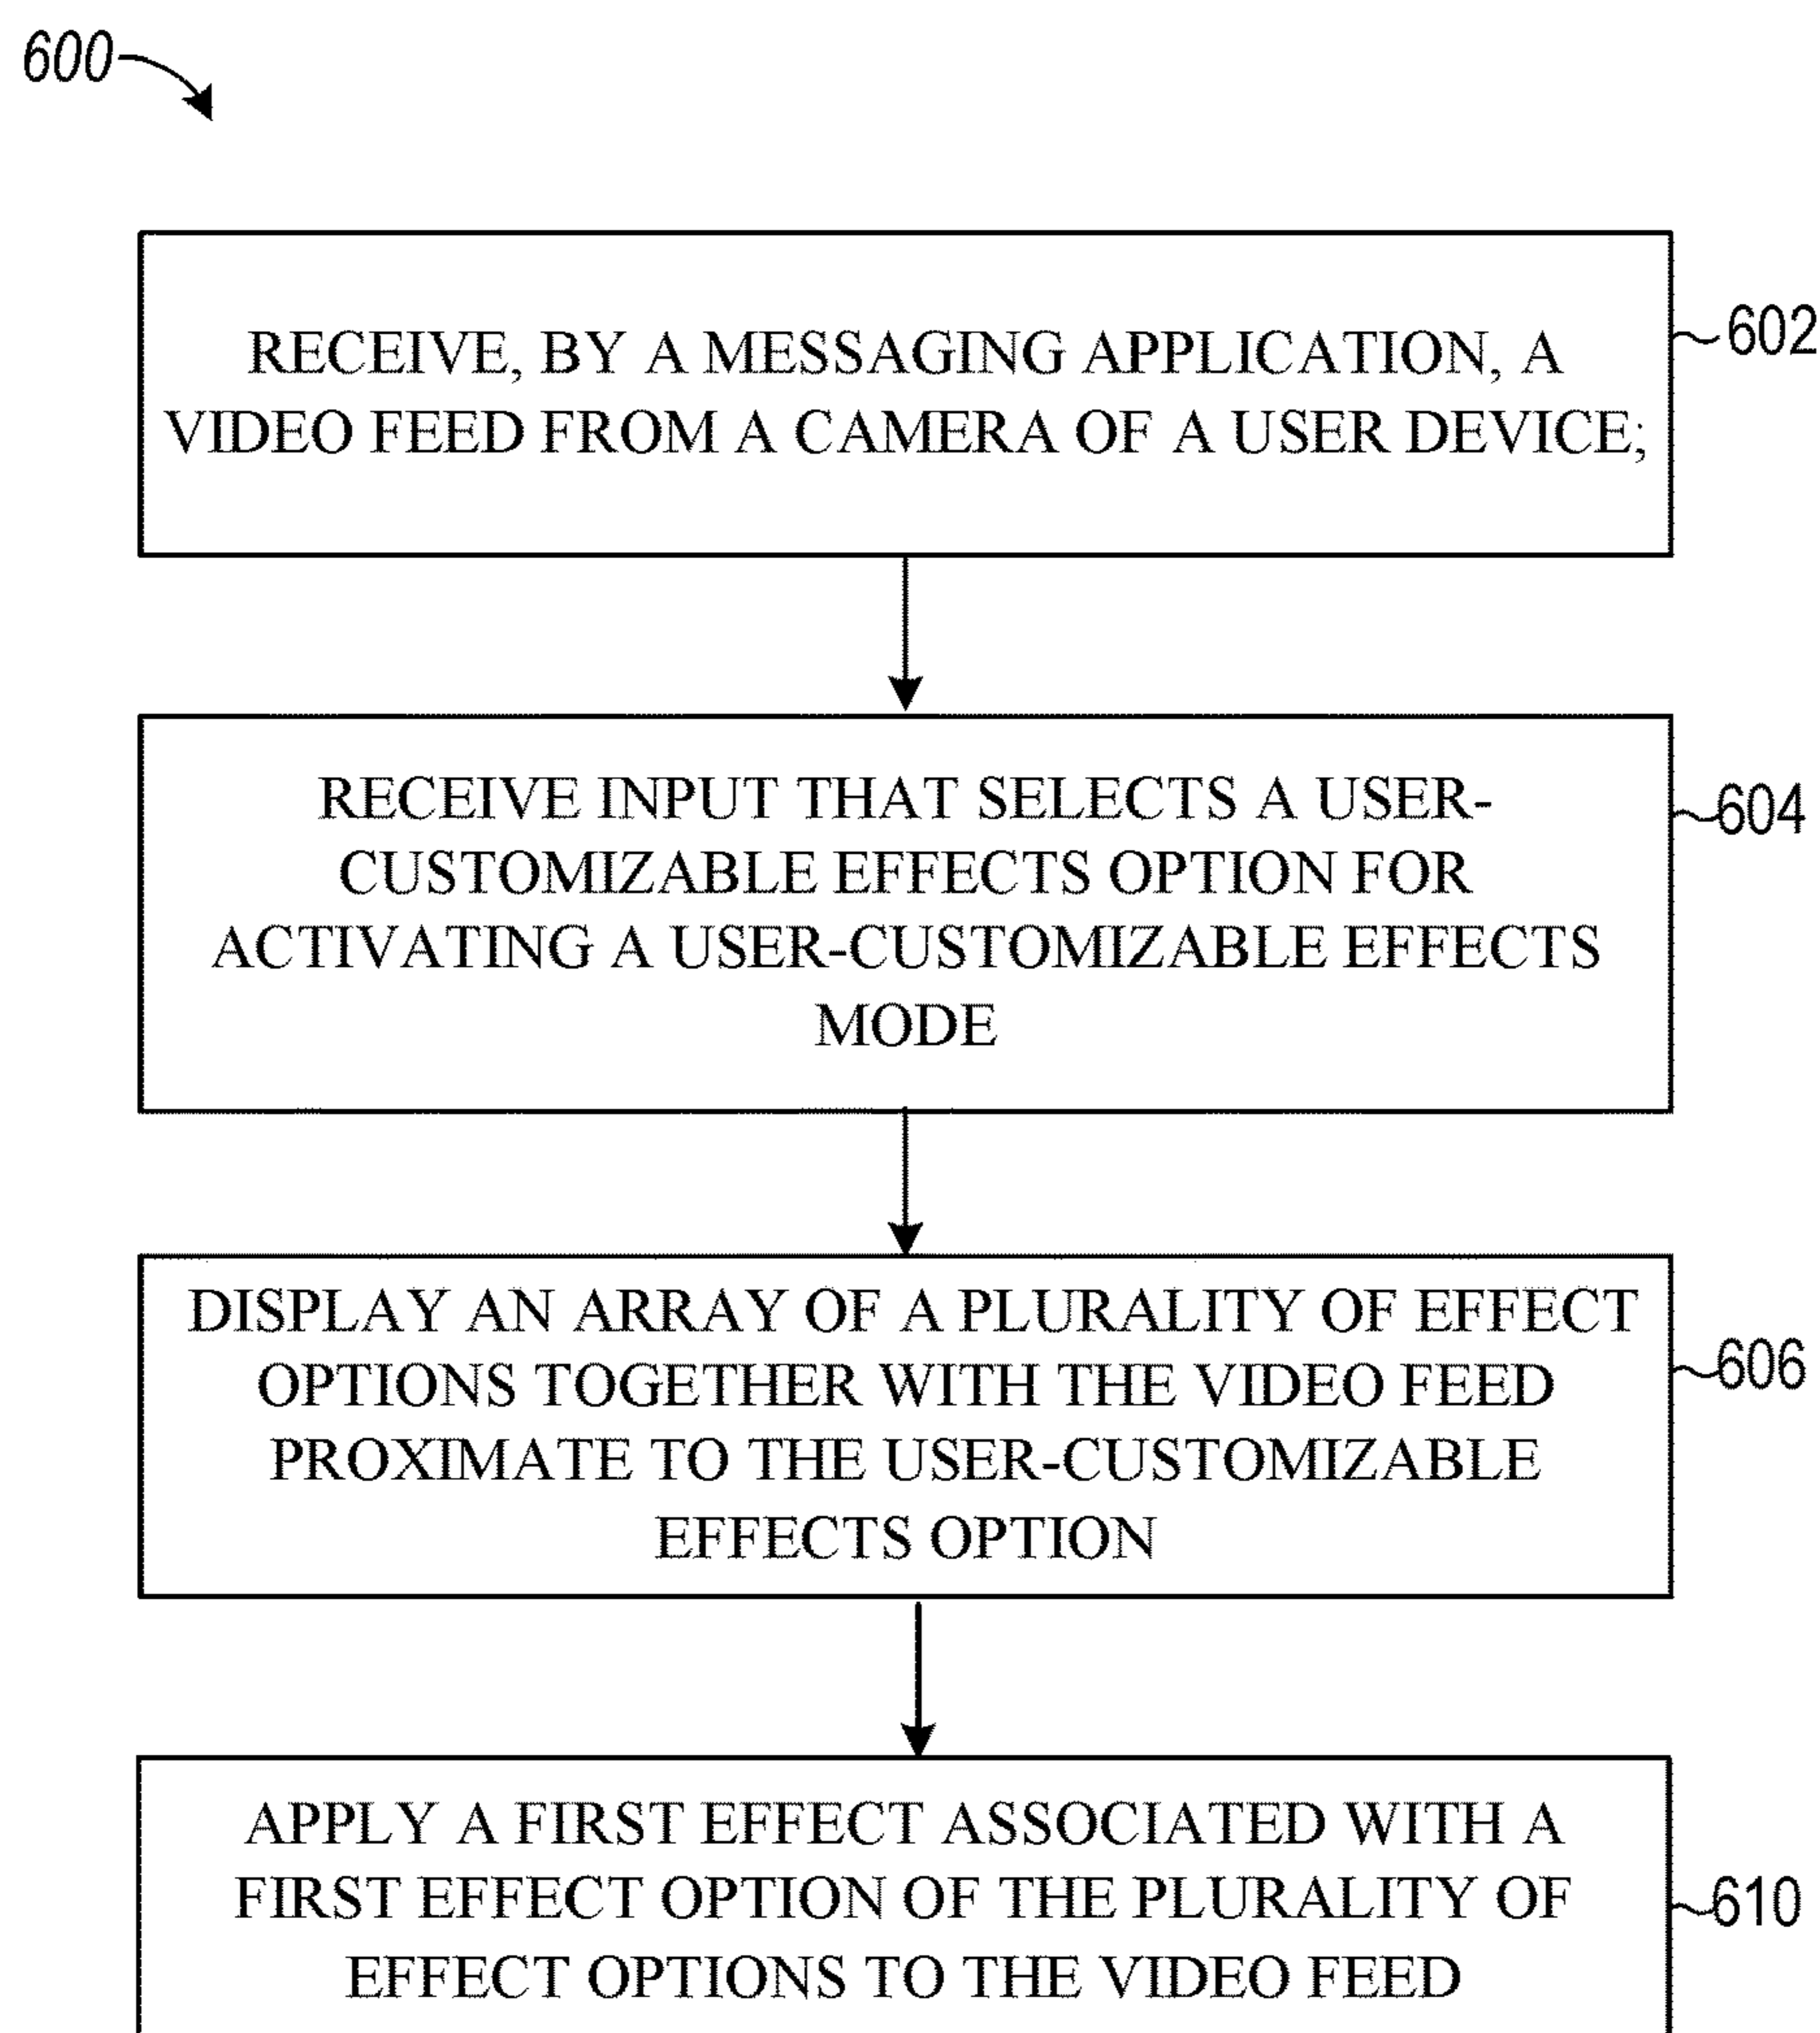 600
RECEIVE, BY A MESSAGING APPLICATION, A
VIDEO FEED FROM A CAMERA OF A USER DEVICE;
602
RECEIVE INPUT THAT SELECTS A USER-
CUSTOMIZABLE EFFECTS OPTION FOR
ACTIVATING A USER-CUSTOMIZABLE EFFECTS
MODE
604
DISPLAY AN ARRAY OF A PLURALITY OF EFFECT
OPTIONS TOGETHER WITH THE VIDEO FEED
PROXIMATE TO THE USER-CUSTOMIZABLE
EFFECTS OPTION
606
APPLY A FIRST EFFECT ASSOCIATED WITH A
FIRST EFFECT OPTION OF THE PLURALITY OF
EFFECT OPTIONS TO THE VIDEO FEED
610